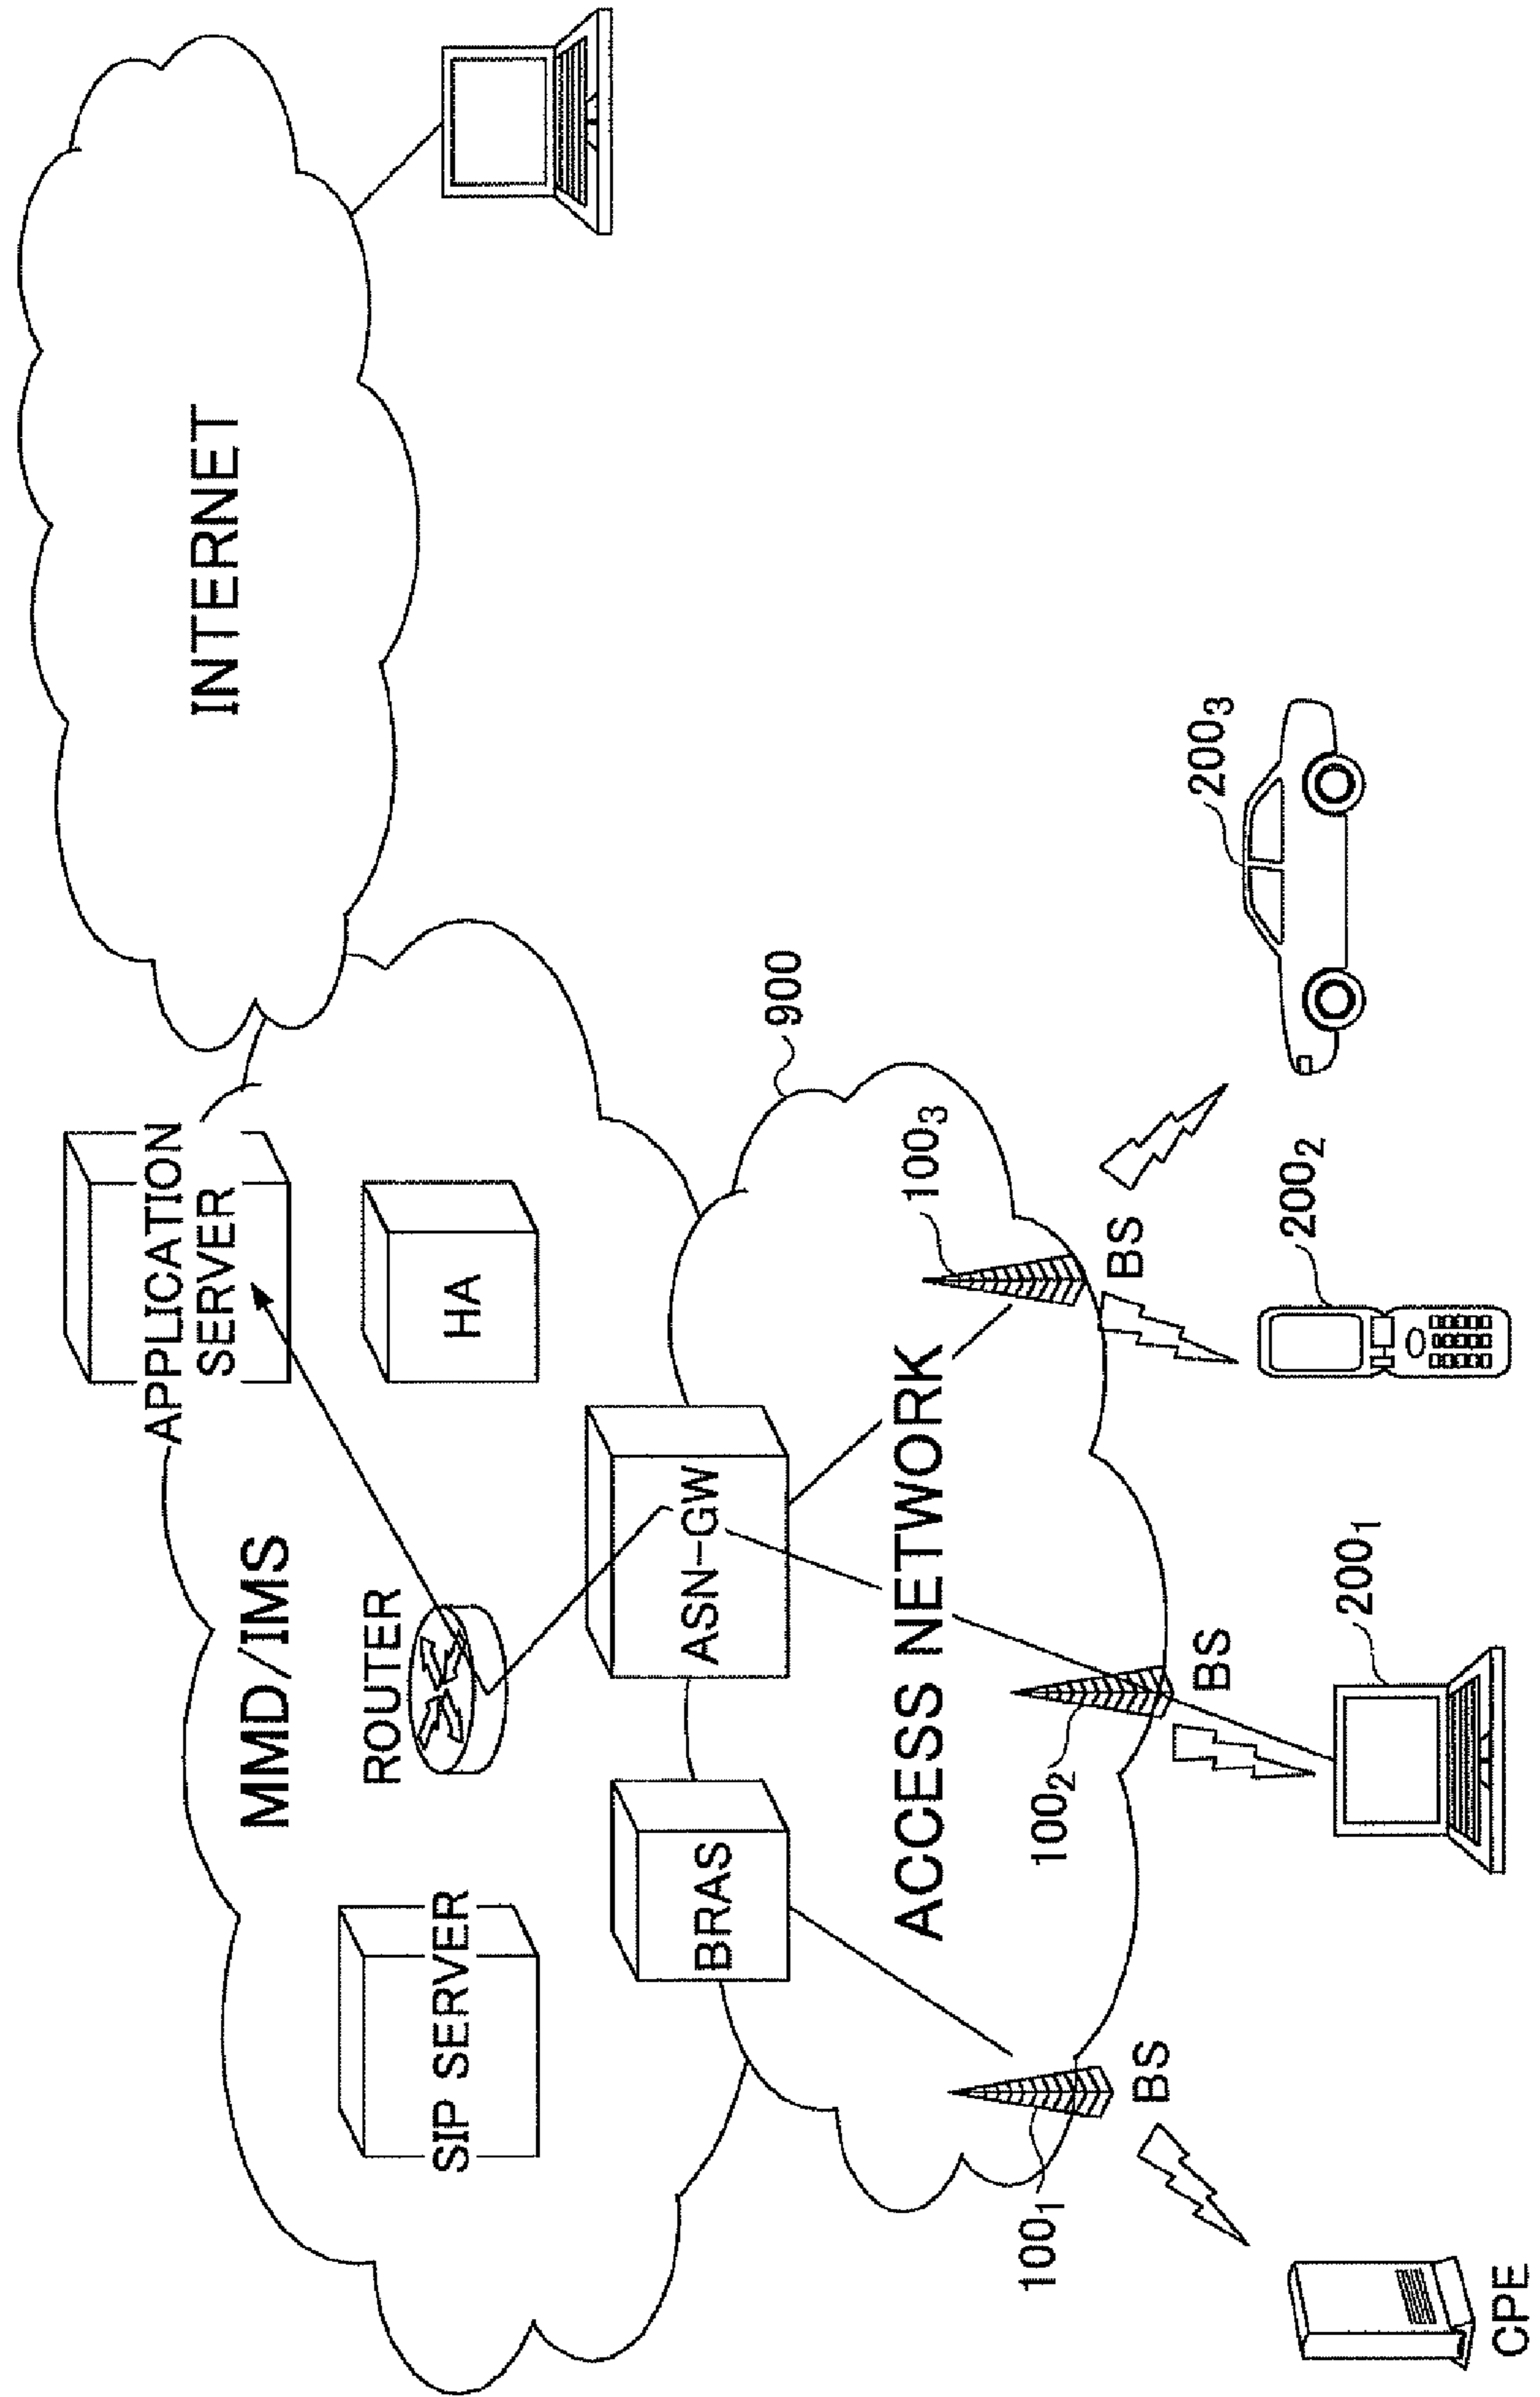 INTERNET
APPLICATION
SERVER
MMD/IMS
HA
ROUTER
SIP SERVER
ASN-GW
BRAS
900
ACCESS NETWORK
100₃
BS
100₂
BS
100₁
BS
200₃
200₂
200₁
CPE